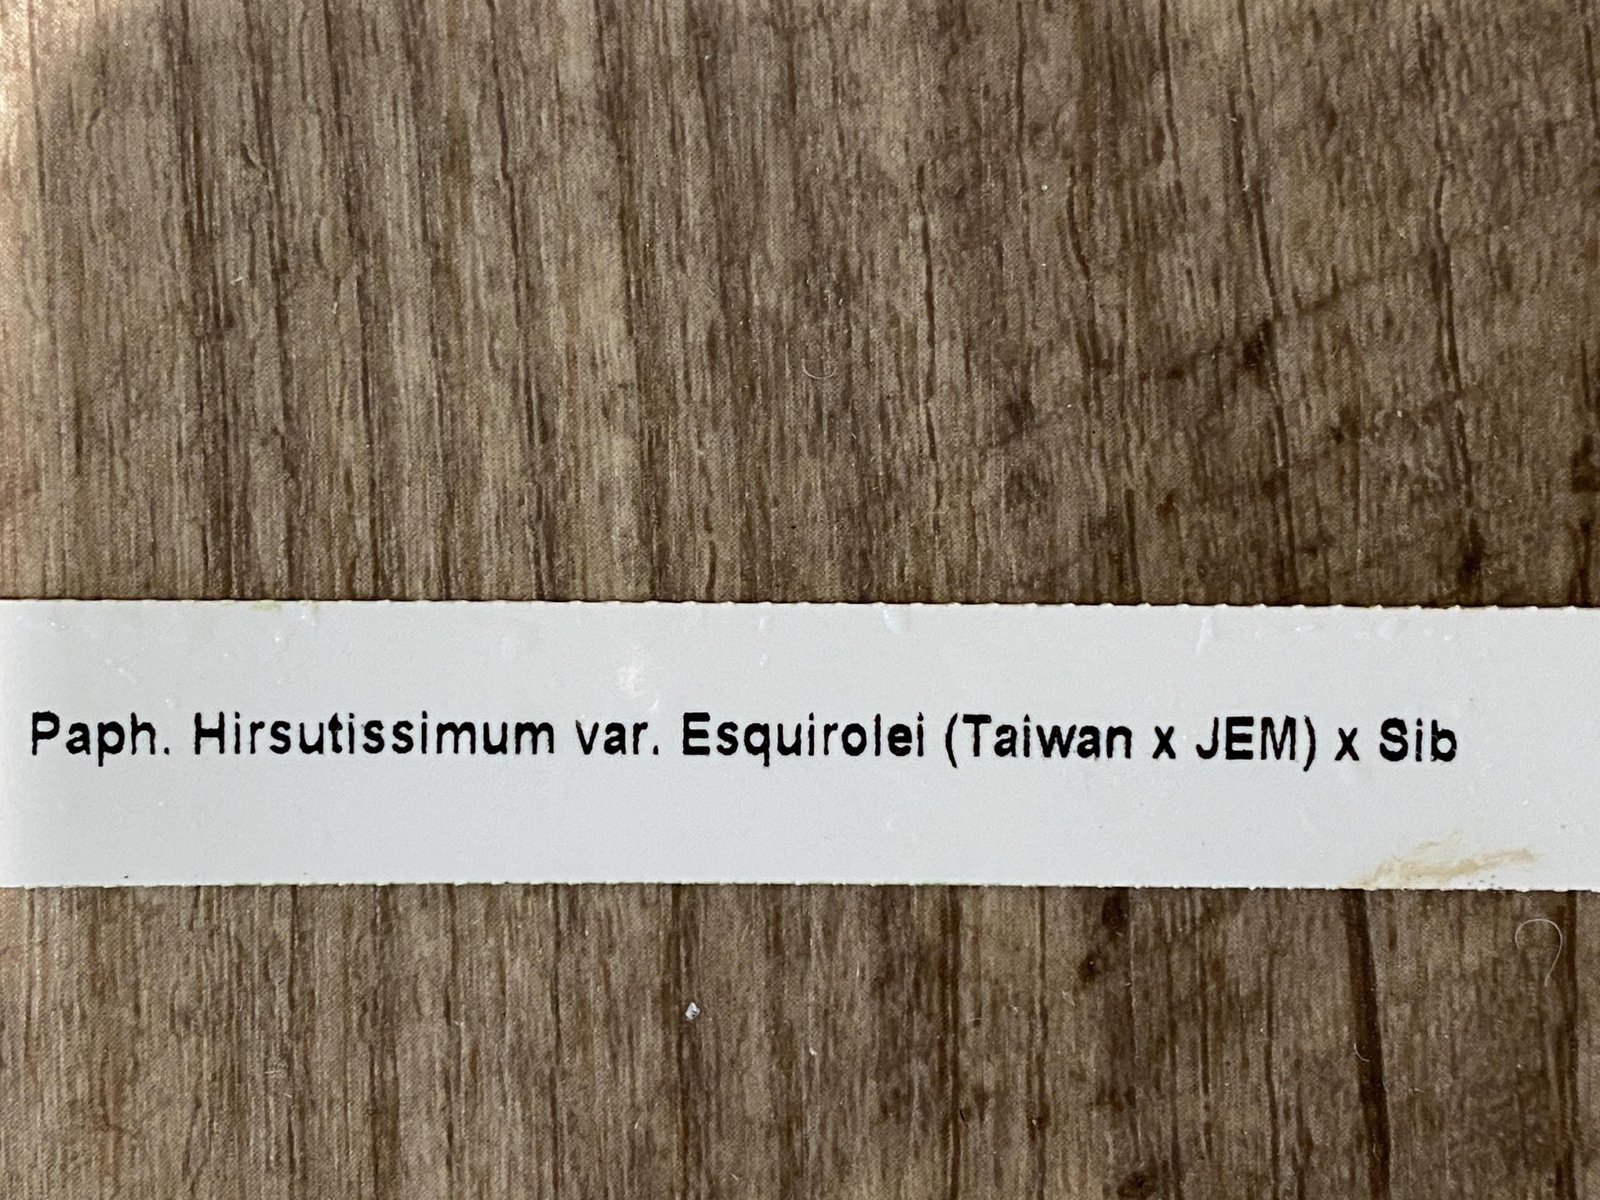 Paph. Hirsutissimum var. Esquirolei (Taiwan x JEM) x Sib